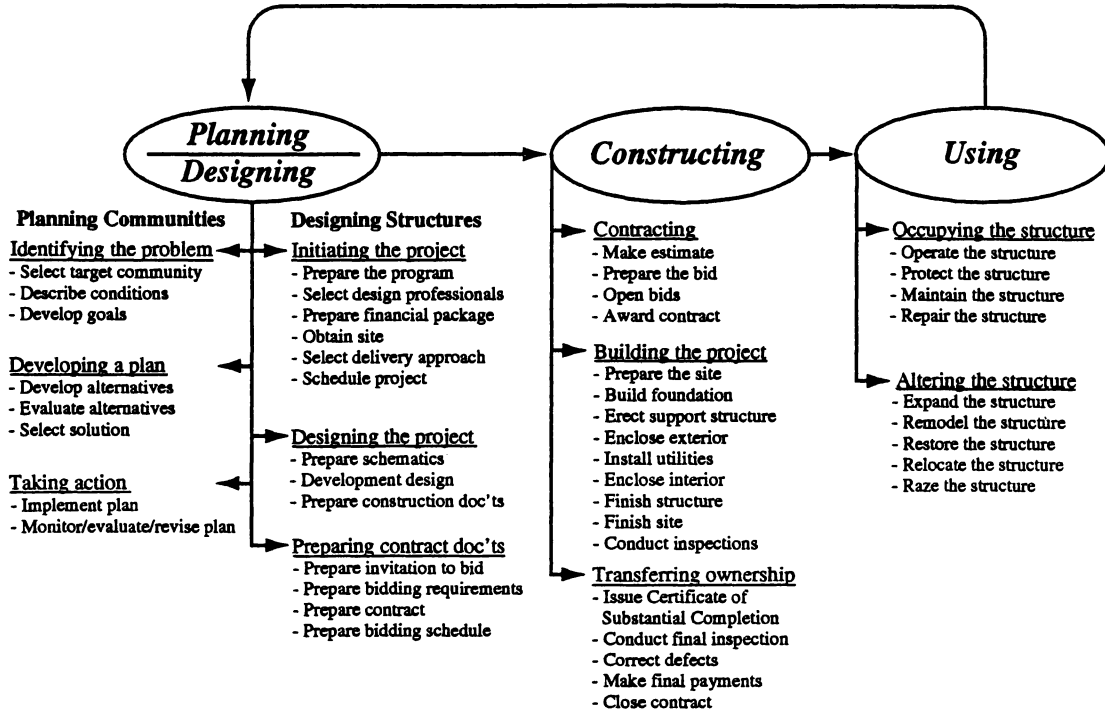 Planning
Designing
Constructing
Using
Planning Communities
Identifying the problem
- Select target community
- Describe conditions
- Develop goals
Developing a plan
- Develop alternatives
- Evaluate alternatives
- Select solution
Taking action
- Implement plan
- Monitor/evaluate/revise plan
Designing Structures
Initiating the project
- Prepare the program
- Select design professionals
- Prepare financial package
- Obtain site
- Select delivery approach
- Schedule project
Designing the project
- Prepare schematics
- Development design
- Prepare construction doc'ts
Preparing contract doc'ts
- Prepare invitation to bid
- Prepare bidding requirements
- Prepare contract
- Prepare bidding schedule
Contracting
- Make estimate
- Prepare the bid
- Open bids
- Award contract
Building the project
- Prepare the site
- Build foundation
- Erect support structure
- Enclose exterior
- Install utilities
- Enclose interior
- Finish structure
- Finish site
- Conduct inspections
Transferring ownership
- Issue Certificate of
Substantial Completion
- Conduct final inspection
- Correct defects
- Make final payments
- Close contract
Occupying the structure
- Operate the structure
- Protect the structure
- Maintain the structure
- Repair the structure
Altering the structure
- Expand the structure
- Remodel the structure
- Restore the structure
- Relocate the structure
- Raze the structure